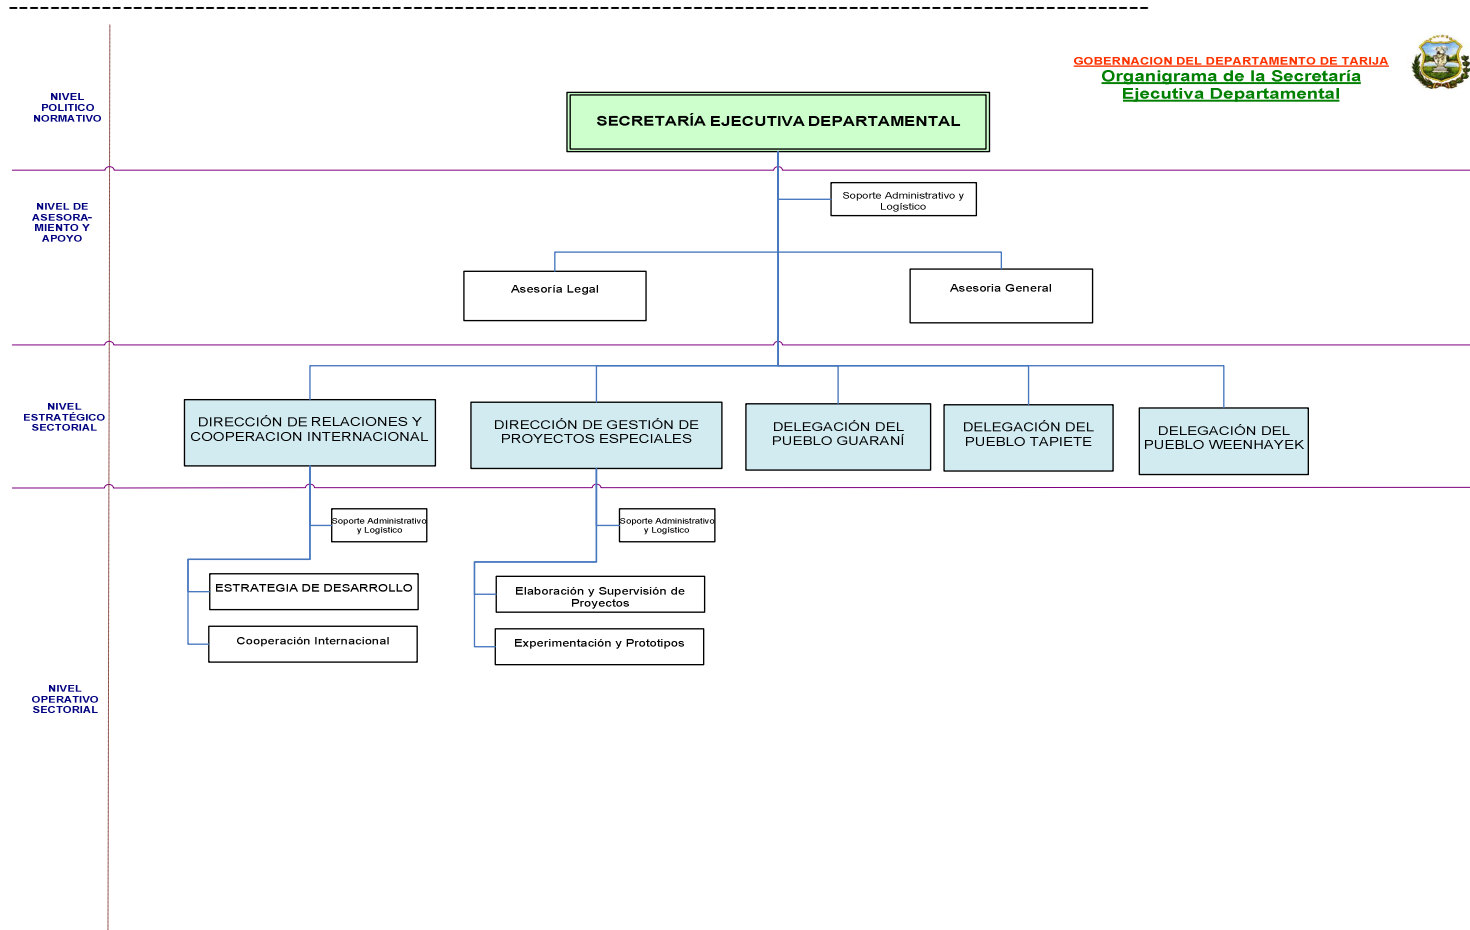 GOBERNACION DEL DEPARTAMENTO DE TARIJA
Organigrama de la Secretaría
Ejecutiva Departamental
NIVEL
POLITICO
NORMATIVO
SECRETARÍA EJECUTIVA DEPARTAMENTAL
NIVEL DE
ASESORA-
MIENTO Y
APOYO
Soporte Administrativo y
Logístico
Asesoría Legal
Asesoria General
NIVEL
ESTRATÉGICO
SECTORIAL
DIRECCIÓN DE RELACIONES Y
COOPERACION INTERNACIONAL
DIRECCIÓN DE GESTIÓN DE
PROYECTOS ESPECIALES
DELEGACIÓN DEL
PUEBLO GUARANÍ
DELEGACIÓN DEL
PUEBLO TAPIETE
DELEGACIÓN DEL
PUEBLO WEENHAYEK
Soporte Administrativo
y Logístico
Soporte Administrativo
y Logístico
ESTRATEGIA DE DESARROLLO
Cooperación Internacional
Elaboración y Supervisión de
Proyectos
Experimentación y Prototipos
NIVEL
OPERATIVO
SECTORIAL